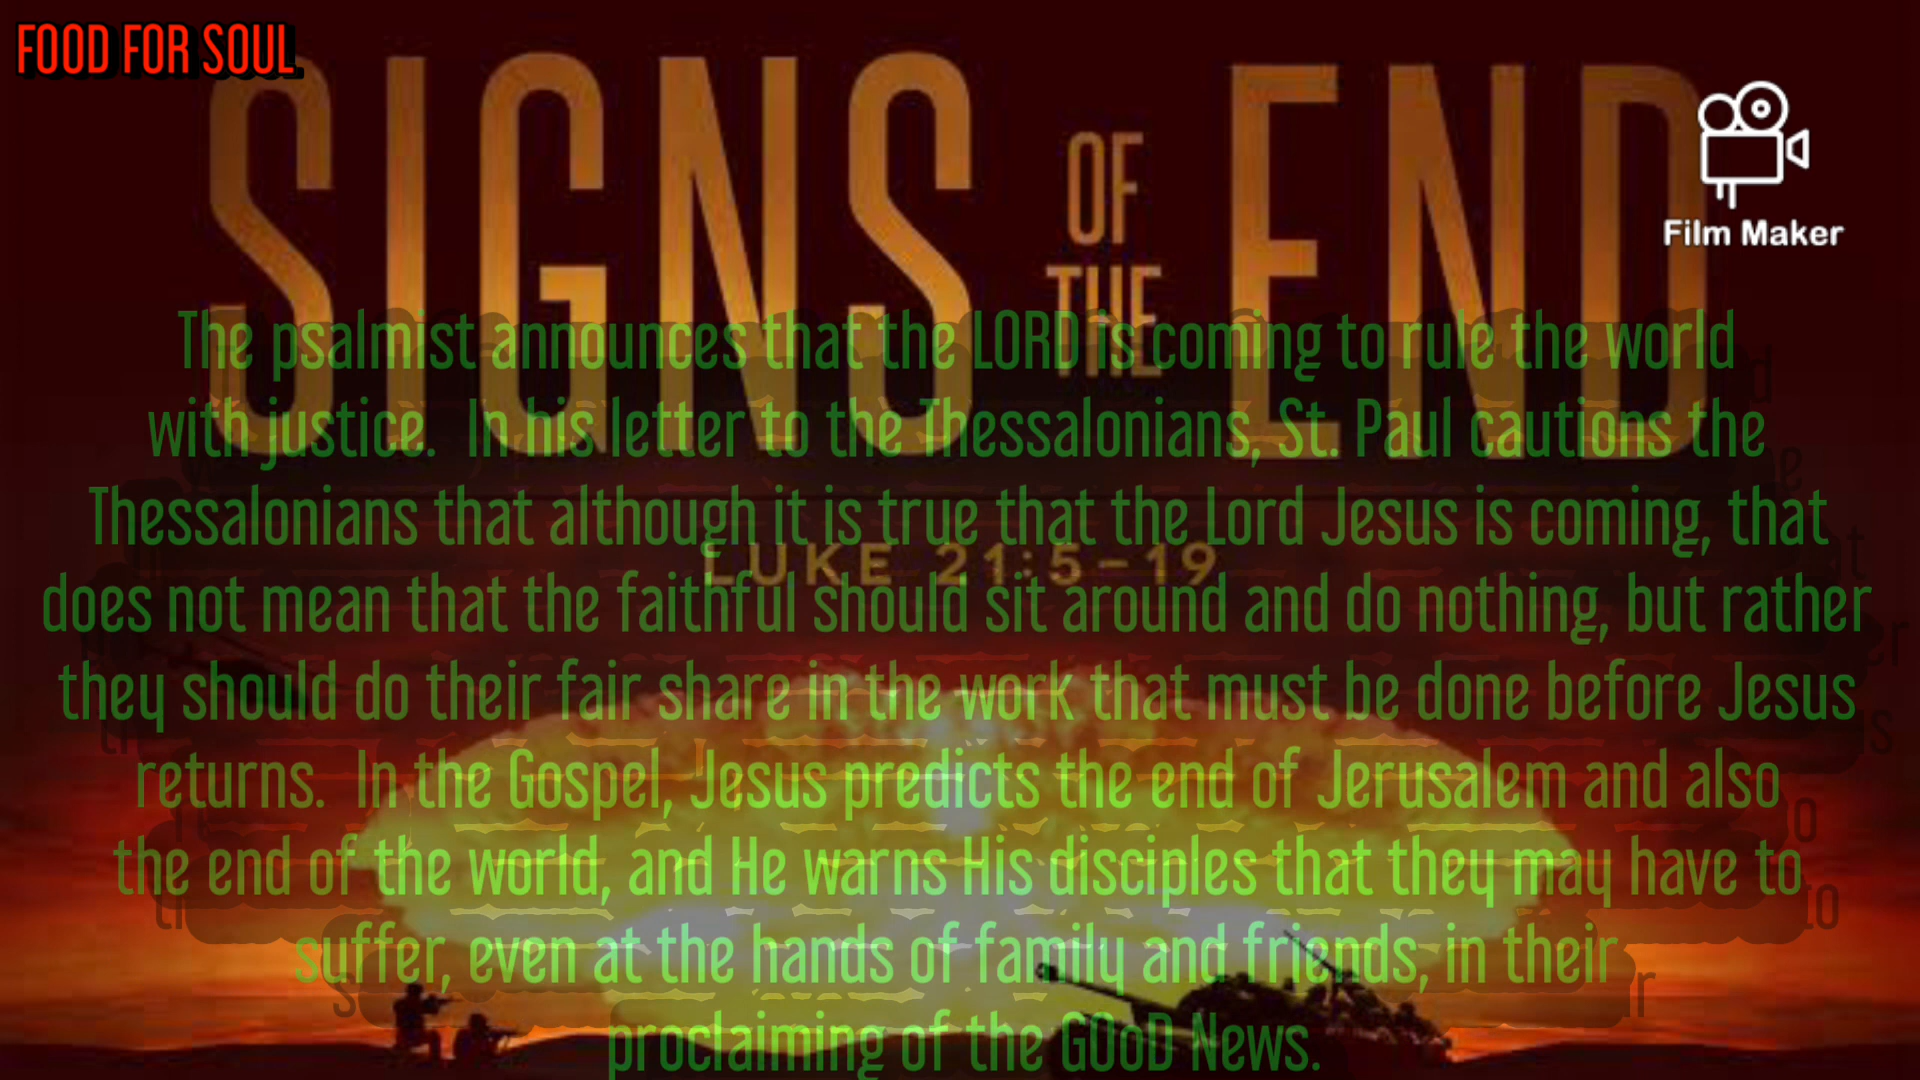 FOOD FOR SOUL
SIGNS OF THE END
Film Maker
The psalmist announces that the LORD is coming to rule the world
with justice.  In his letter to the Thessalonians, St. Paul cautions the
Thessalonians that although it is true that the Lord Jesus is coming, that
LUKE 21:5-19
does not mean that the faithful should sit around and do nothing, but rather
they should do their fair share in the work that must be done before Jesus
returns.  In the Gospel, Jesus predicts the end of Jerusalem and also
the end of the world, and He warns His disciples that they may have to
suffer, even at the hands of family and friends, in their
proclaiming of the GOoD News.